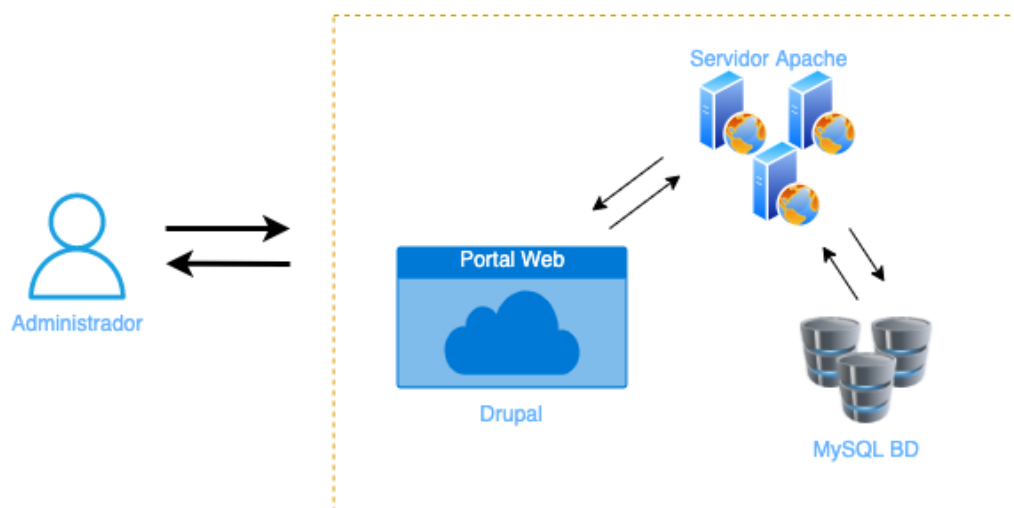 Servidor Apache
Portal Web
Administrador
Drupal
MySQL BD